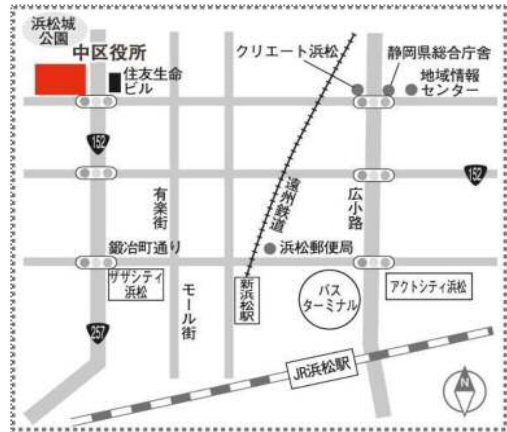 浜松城
公園
中区役所
住友生命
ビル
クリエート浜松
静岡県総合庁舎
地域情報
センター
152
152
有楽街
遠州鉄道
広小路
鍛冶町通り
浜松郵便局
ザザシティ
浜松
モール街
新浜松駅
バス
ターミナル
アクトシティ浜松
257
JR浜松駅
N